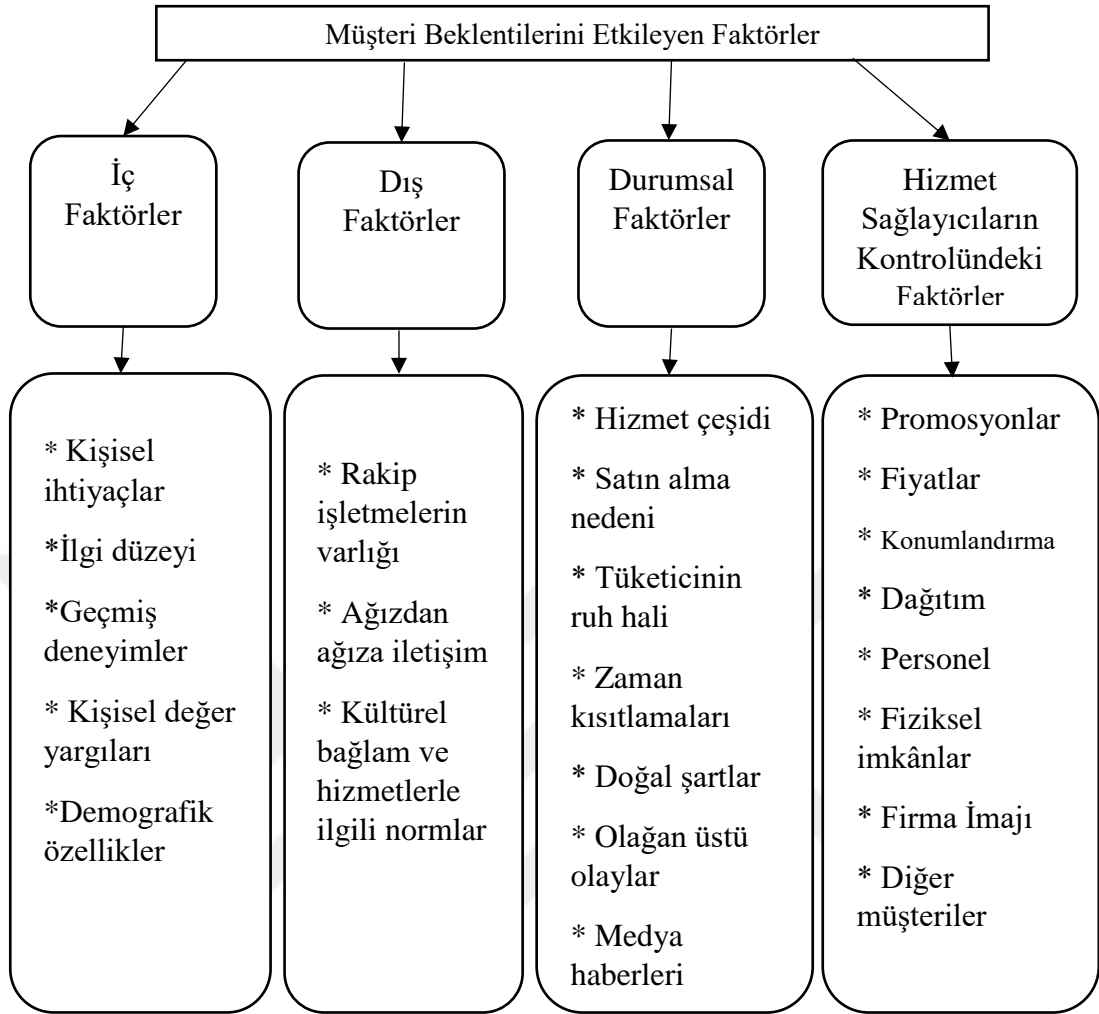 Müşteri Beklentilerini Etkileyen Faktörler
İç
Faktörler
Dış
Faktörler
Durumsal
Faktörler
Hizmet
Sağlayıcıların
Kontrolündeki
Faktörler
* Kişisel
ihtiyaçlar
*İlgi düzeyi
*Geçmiş
deneyimler
* Kişisel değer
yargıları
*Demografik
özellikler
* Rakip
işletmelerin
varlığı
* Ağızdan
ağıza iletişim
* Kültürel
bağlam ve
hizmetlerle
ilgili normlar
* Hizmet çeşidi
* Satın alma
nedeni
* Tüketicinin
ruh hali
* Zaman
kısıtlamaları
* Doğal şartlar
* Olağan üstü
olaylar
* Medya
haberleri
* Promosyonlar
* Fiyatlar
* Konumlandırma
* Dağıtım
* Personel
* Fiziksel
imkânlar
* Firma İmajı
* Diğer
müşteriler